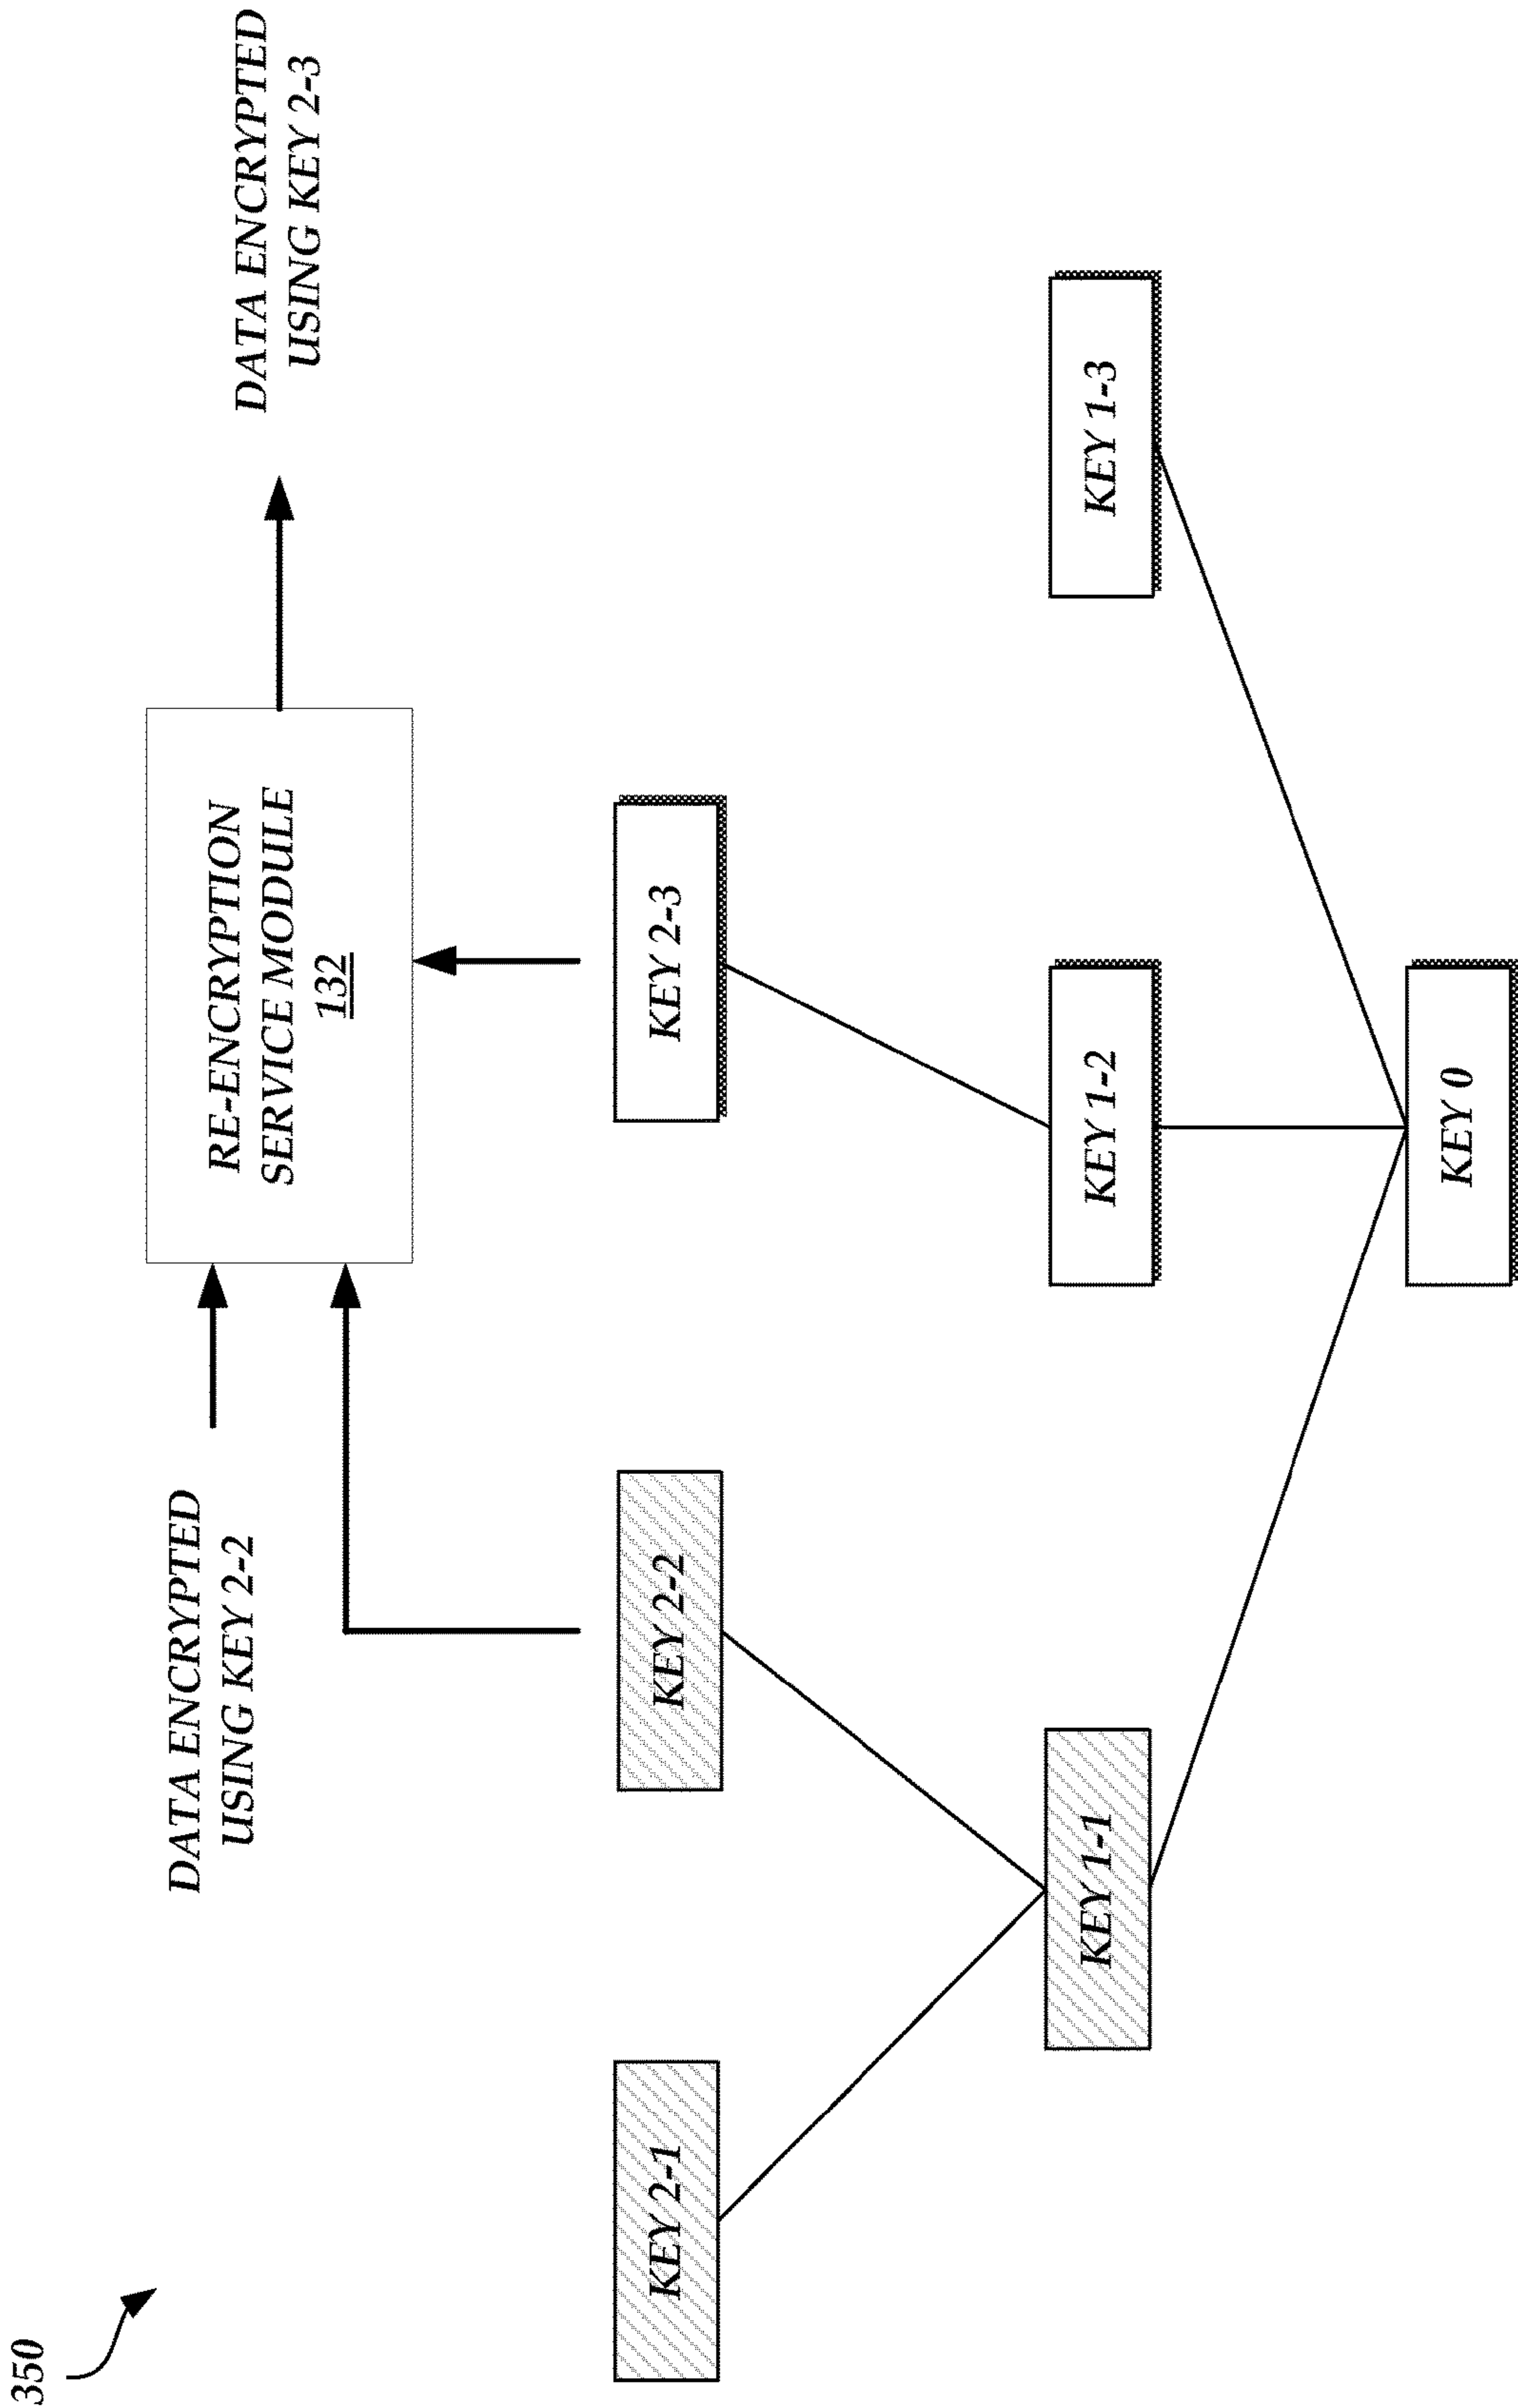 350
DATA ENCRYPTED
USING KEY 2-2
RE-ENCRYPTION
SERVICE MODULE
132
DATA ENCRYPTED
USING KEY 2-3
KEY 2-1
KEY 2-2
KEY 2-3
KEY 1-1
KEY 1-2
KEY 1-3
KEY 0